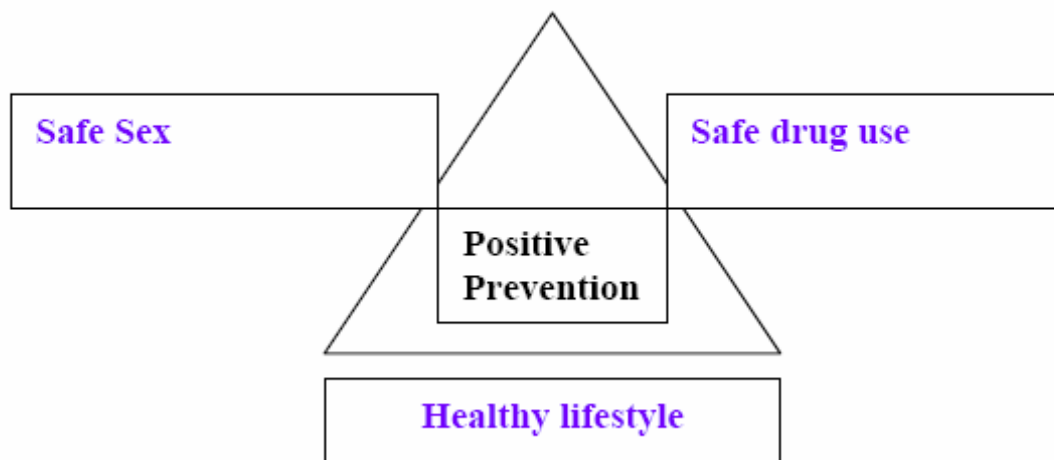 Safe Sex
Safe drug use
Positive
Prevention
Healthy lifestyle